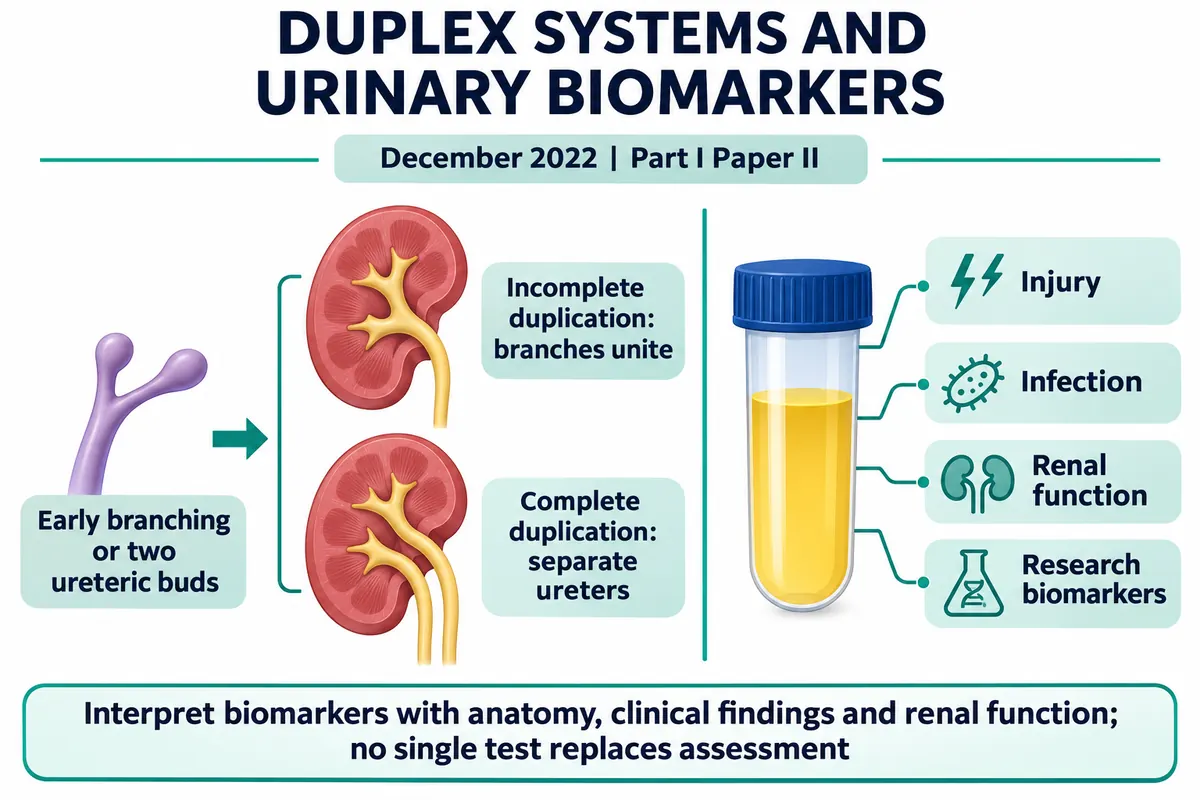 DUPLEX SYSTEMS AND
URINARY BIOMARKERS
December 2022 | Part I Paper II
Incomplete
duplication:
branches unite
Early branching
or two
ureteric buds
Complete
duplication:
separate
ureters
Injury
Infection
Renal
function
Research
biomarkers
Interpret biomarkers with anatomy, clinical findings and renal function;
no single test replaces assessment